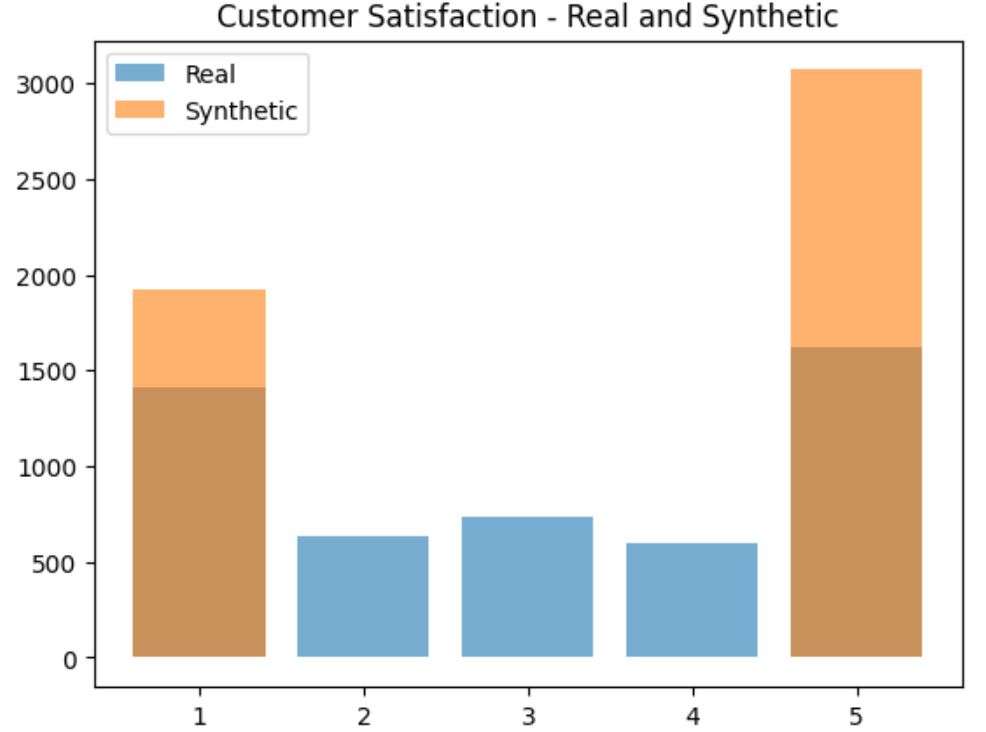 Customer Satisfaction - Real and Synthetic
Real
Synthetic
3000
2500
2000
1500
1000
500
0
1 2 3 4 5